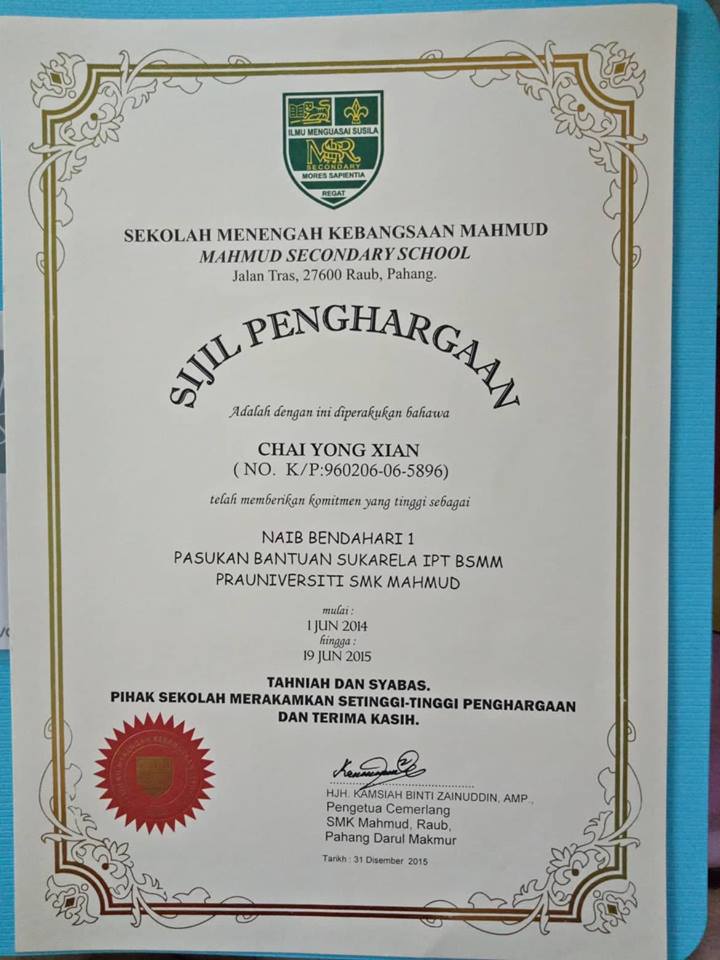 ILMU MENGUASAI SUSILA
MSSR
SECONDARY
MORES SAPIENTIA
REGAT
SEKOLAH MENENGAH KEBANGSAAN MAHMUD
MAHMUD SECONDARY SCHOOL
Jalan Tras, 27600 Raub, Pahang.
SIJIL PENGHARGAAN
Adalah dengan ini diperakukan bahawa
CHAI YONG XIAN
( NO. K/P:960206-06-5896)
telah memberikan komitmen yang tinggi sebagai
NAIB BENDAHARI 1
PASUKAN BANTUAN SUKARELA IPT BSMM
PRAUNIVERSITI SMK MAHMUD
mulai :
1 JUN 2014
hingga :
19 JUN 2015
TAHNIAH DAN SYABAS.
PIHAK SEKOLAH MERAKAMKAN SETINGGI-TINGGI PENGHARGAAN
DAN TERIMA KASIH.
HJH. KAMSIAH BINTI ZAINUDDIN, AMP.,
Pengetua Cemerlang
SMK Mahmud, Raub,
Pahang Darul Makmur
Tarikh : 31 Disember 2015